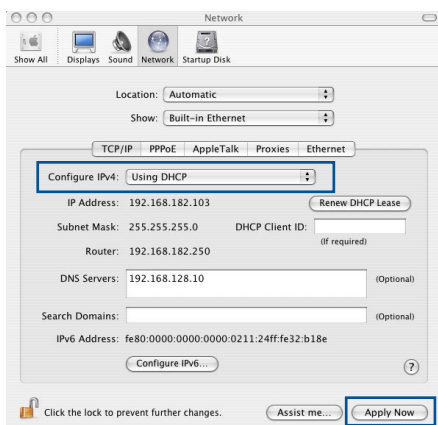 Network
Show All Displays Sound Network Startup Disk
Location: Automatic
Show: Built-in Ethernet
TCP/IP PPPoE AppleTalk Proxies Ethernet
Configure IPv4: Using DHCP
IP Address: 192.168.182.103 Renew DHCP Lease
Subnet Mask: 255.255.255.0 DHCP Client ID:
(If required)
Router: 192.168.182.250
DNS Servers: 192.168.128.10 (Optional)
Search Domains: (Optional)
IPv6 Address: fe80:0000:0000:0000:0211:24ff:fe32:b18e
Configure IPv6... ?
Click the lock to prevent further changes. Assist me... Apply Now